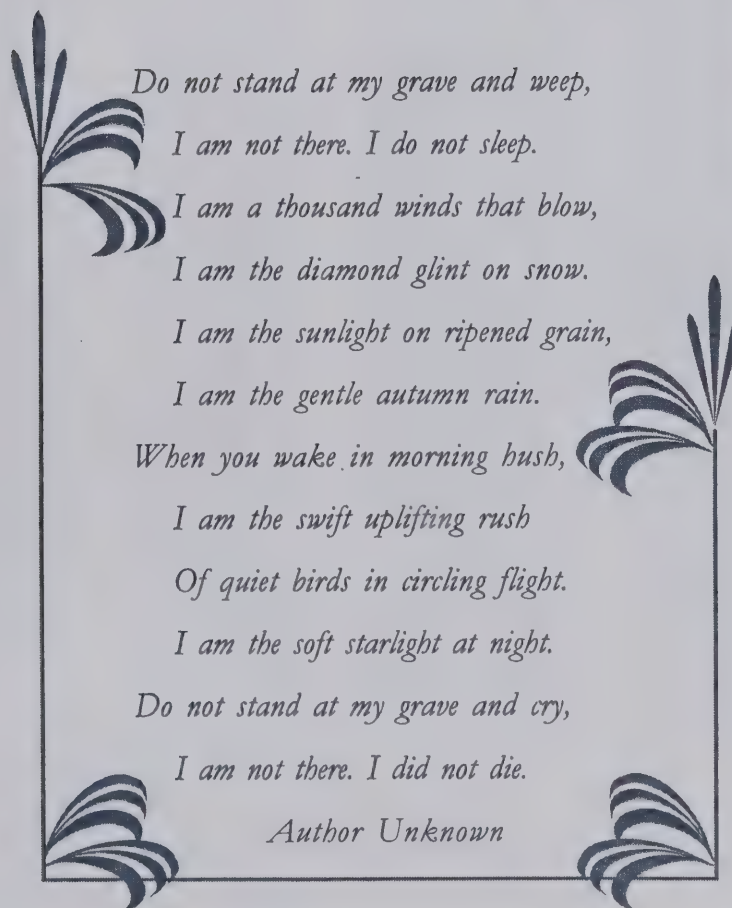 Do not stand at my grave and weep,
I am not there. I do not sleep.
I am a thousand winds that blow,
I am the diamond glint on snow.
I am the sunlight on ripened grain,
I am the gentle autumn rain.
When you wake in morning hush,
I am the swift uplifting rush
Of quiet birds in circling flight.
I am the soft starlight at night.
Do not stand at my grave and cry,
I am not there. I did not die.
Author Unknown